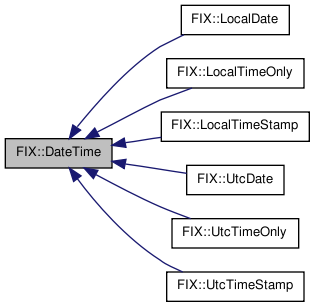 FIX::LocalDate
FIX::LocalTimeOnly
FIX::LocalTimeStamp
FIX::DateTime
FIX::UtcDate
FIX::UtcTimeOnly
FIX::UtcTimeStamp